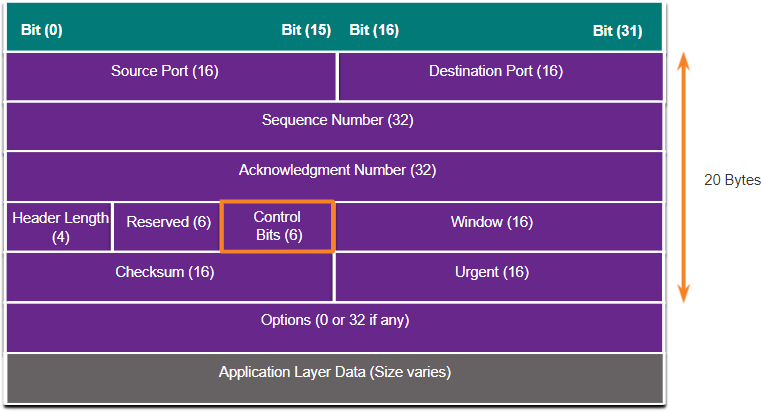 Bit (0) Bit (15) Bit (16) Bit (31)
Source Port (16) Destination Port (16)
Sequence Number (32)
Acknowledgment Number (32)
20 Bytes
Header Length
(4)
Reserved (6)
Control
Bits (6)
Window (16)
Checksum (16) Urgent (16)
Options (0 or 32 if any)
Application Layer Data (Size varies)